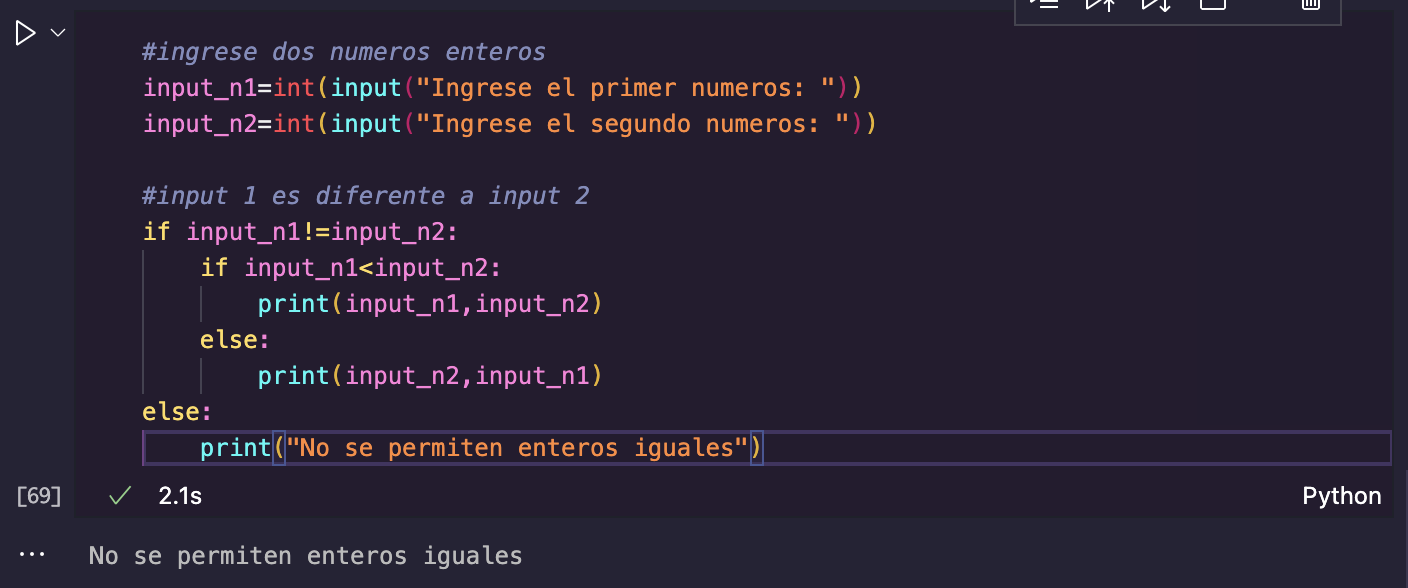 #ingrese dos numeros enteros
input_n1=int(input("Ingrese el primer numeros: "))
input_n2=int(input("Ingrese el segundo numeros: "))
#input 1 es diferente a input 2
if input_n1!=input_n2:
    if input_n1<input_n2:
        print(input_n1,input_n2)
    else:
        print(input_n2,input_n1)
else:
    print("No se permiten enteros iguales")
[69] 2.1s Python
No se permiten enteros iguales